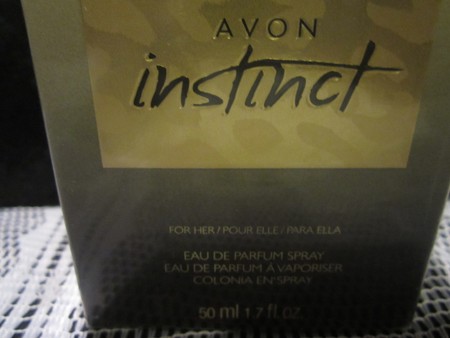 AVON
instinct
FOR HER / POUR ELLE / PARA ELLA
EAU DE PARFUM SPRAY
EAU DE PARFUM À VAPORISER
COLONIA EN SPRAY
50 ml 1.7 fl. oz.